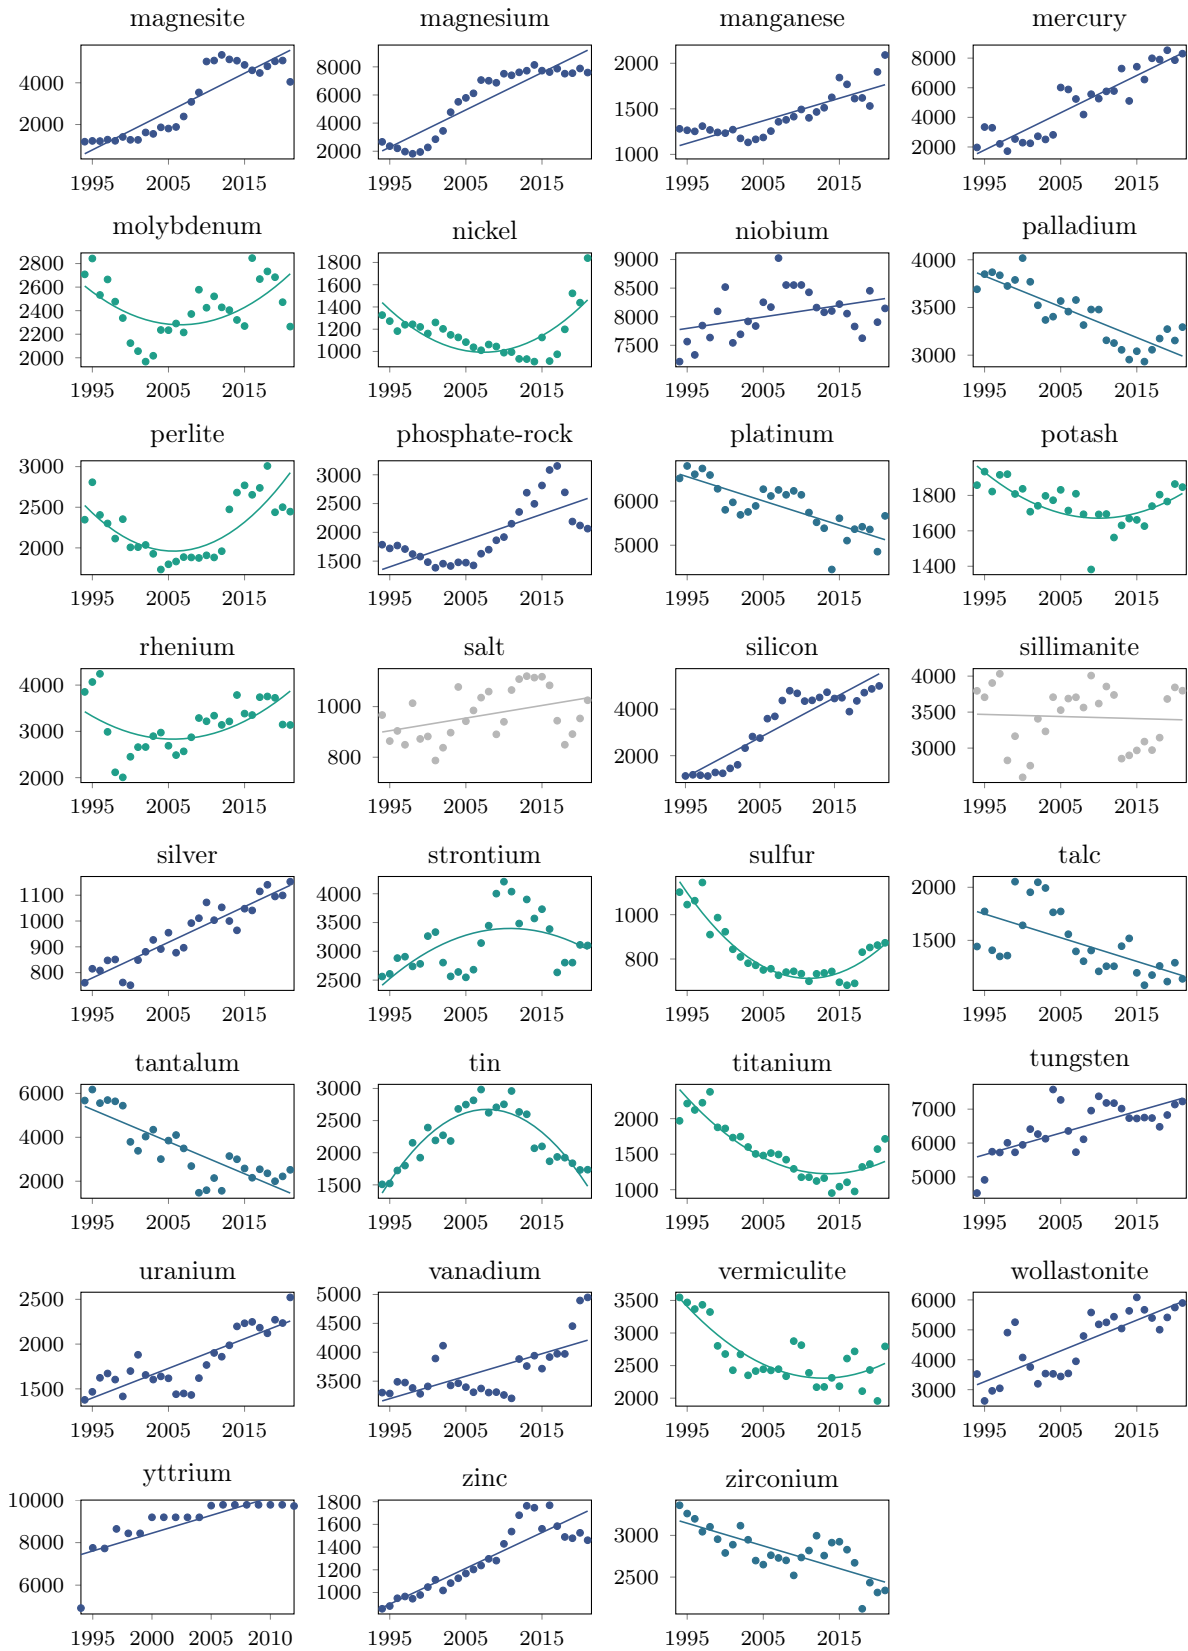 magnesite magnesium manganese mercury
4000 2000 1995 2005 2015
8000 6000 4000 2000 1995 2005 2015
2000 1500 1000 1995 2005 2015
8000 6000 4000 2000 1995 2005 2015
molybdenum nickel niobium palladium
2800 2600 2400 2200 2000 1995 2005 2015
1800 1600 1400 1200 1000 1995 2005 2015
9000 8500 8000 7500 1995 2005 2015
4000 3500 3000 1995 2005 2015
perlite phosphate-rock platinum potash
3000 2500 2000 1995 2005 2015
3000 2500 2000 1500 1995 2005 2015
6000 5000 1995 2005 2015
1800 1600 1400 1995 2005 2015
rhenium salt silicon sillimanite
4000 3000 2000 1995 2005 2015
1000 800 1995 2005 2015
4000 2000 1995 2005 2015
4000 3500 3000 1995 2005 2015
silver strontium sulfur talc
1100 1000 900 800 1995 2005 2015
4000 3500 3000 2500 1995 2005 2015
1000 800 1995 2005 2015
2000 1500 1995 2005 2015
tantalum tin titanium tungsten
6000 4000 2000 1995 2005 2015
3000 2500 2000 1500 1995 2005 2015
2000 1500 1000 1995 2005 2015
7000 6000 5000 1995 2005 2015
uranium vanadium vermiculite wollastonite
2500 2000 1500 1995 2005 2015
5000 4500 4000 3500 1995 2005 2015
3500 3000 2500 2000 1995 2005 2015
6000 5000 4000 3000 1995 2005 2015
yttrium zinc zirconium
10000 8000 6000 1995 2000 2005 2010
1800 1600 1400 1200 1000 1995 2005 2015
3000 2500 1995 2005 2015